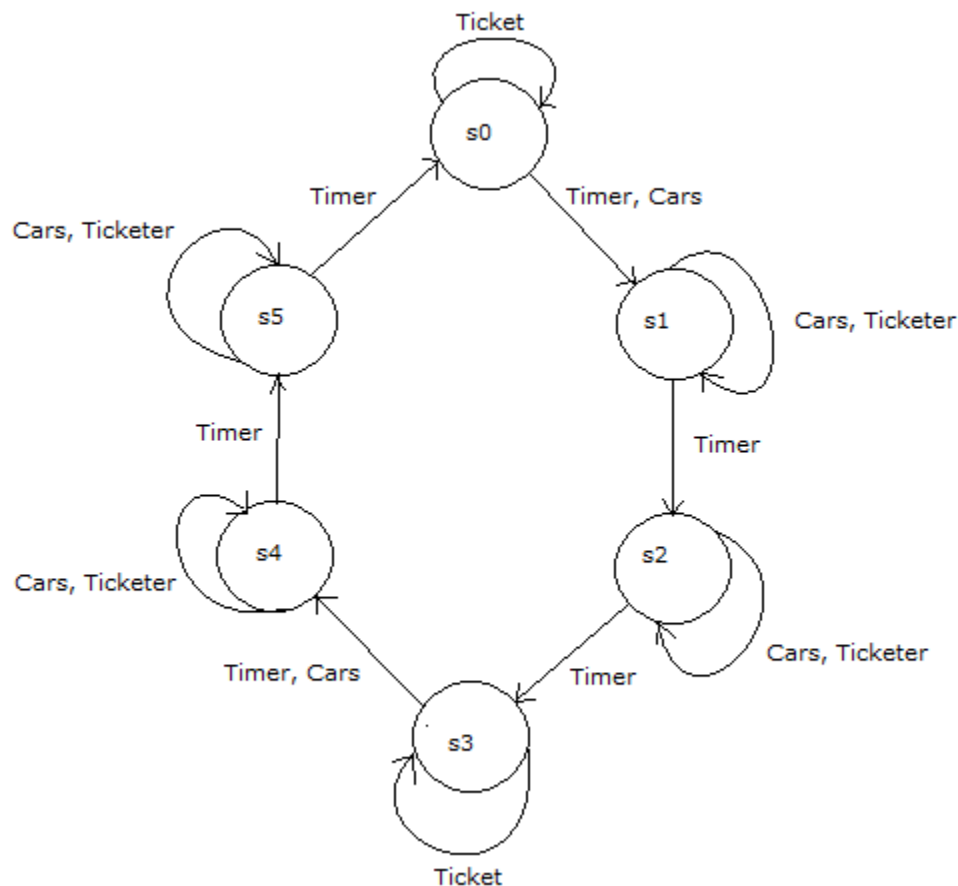 Ticket
s0
Timer
Timer, Cars
Cars, Ticketer
s5
s1
Cars, Ticketer
Timer
Timer
s4
s2
Cars, Ticketer
Cars, Ticketer
Timer, Cars
Timer
s3
Ticket